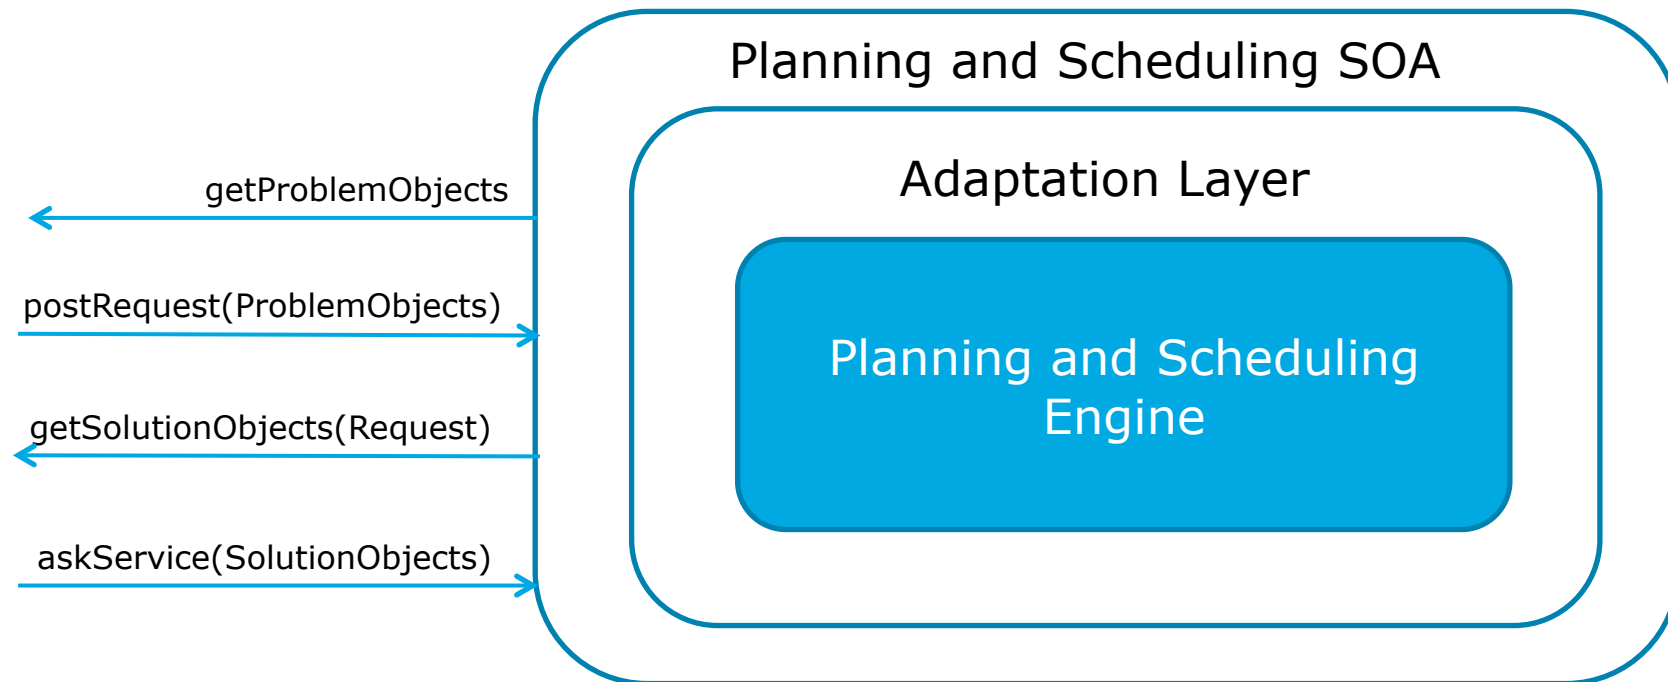 Planning and Scheduling SOA
Adaptation Layer
getProblemObjects
postRequest(ProblemObjects)
Planning and Scheduling
Engine
getSolutionObjects(Request)
askService(SolutionObjects)